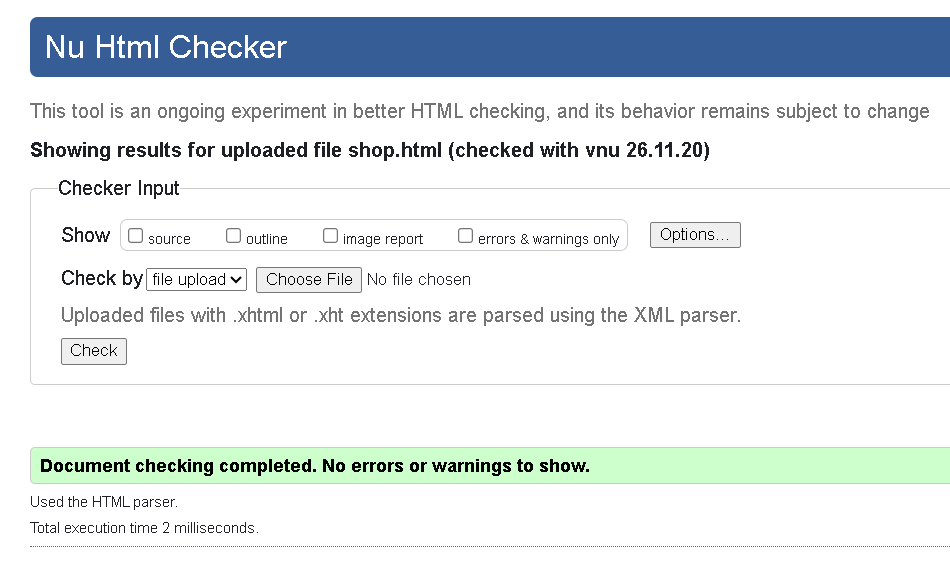 Nu Html Checker
This tool is an ongoing experiment in better HTML checking, and its behavior remains subject to change
Showing results for uploaded file shop.html (checked with vnu 26.11.20)
Checker Input
Show source outline image report errors & warnings only Options...
Check by file upload Choose File No file chosen
Uploaded files with .xhtml or .xht extensions are parsed using the XML parser.
Check
Document checking completed. No errors or warnings to show.
Used the HTML parser.
Total execution time 2 milliseconds.